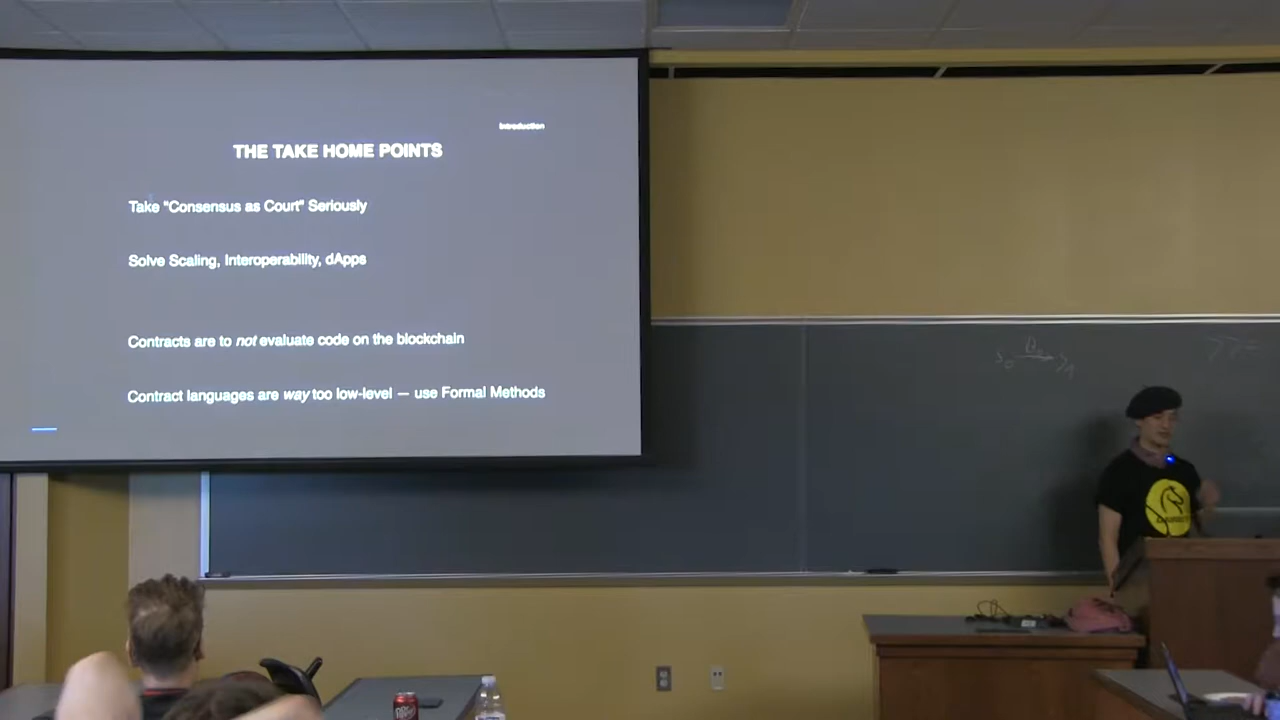 Introduction
THE TAKE HOME POINTS
Take "Consensus as Court" Seriously
Solve Scaling, Interoperability, dApps
Contracts are to not evaluate code on the blockchain
Contract languages are way too low-level — use Formal Methods